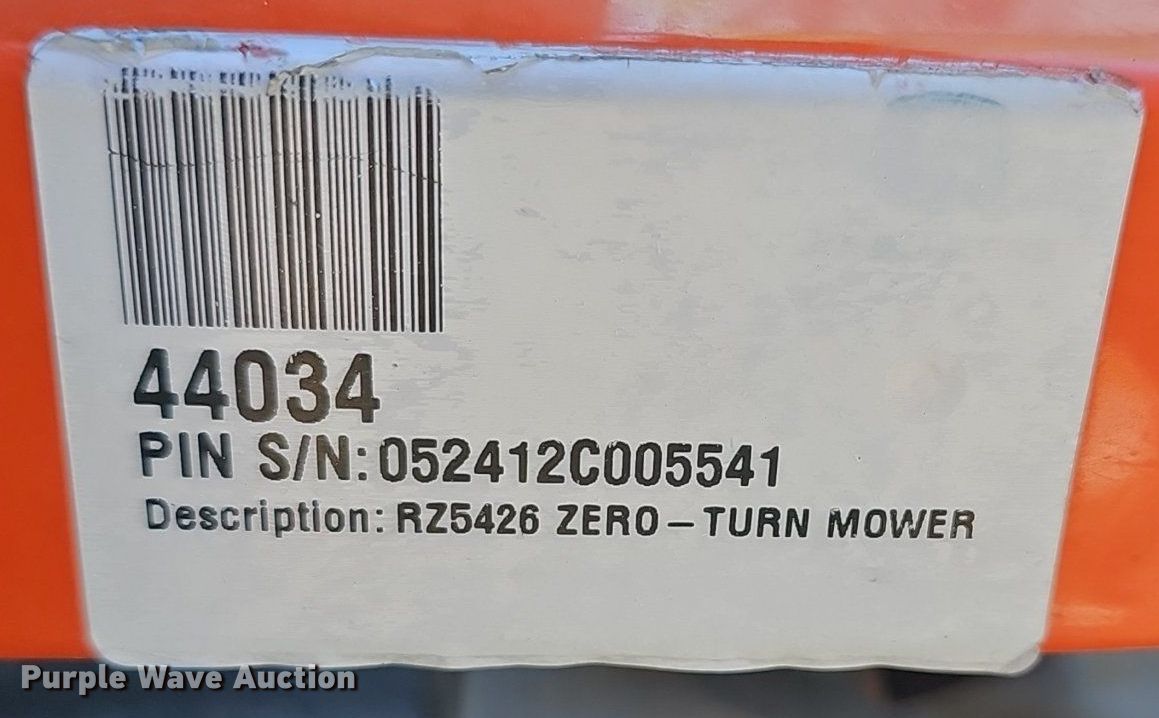 44034
PIN S/N: 052412C005541
Description: RZ5426 ZERO-TURN MOWER
Purple Wave Auction